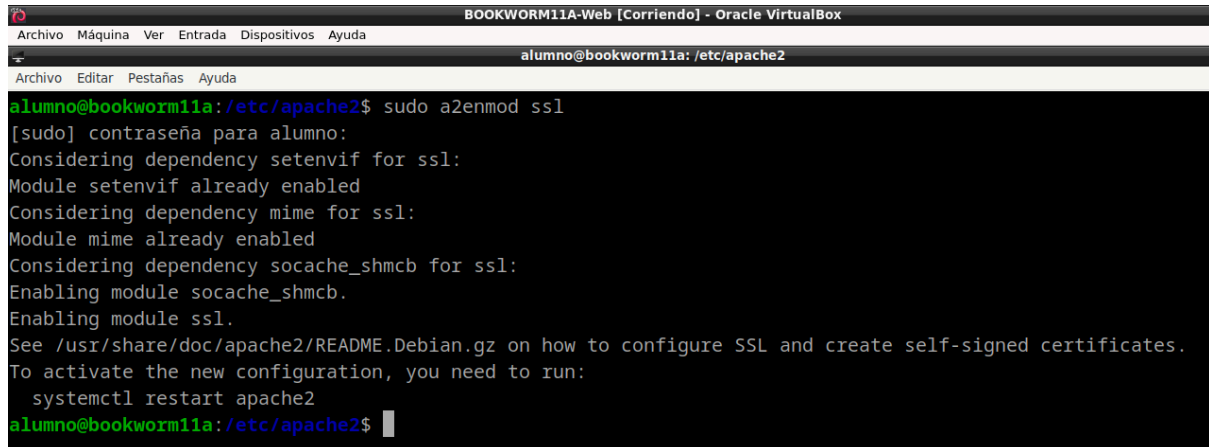 BOOKWORM11A-Web [Corriendo] - Oracle VirtualBox
Archivo Máquina Ver Entrada Dispositivos Ayuda
alumno@bookworm11a: /etc/apache2
Archivo Editar Pestañas Ayuda
alumno@bookworm11a:/etc/apache2$ sudo a2enmod ssl
[sudo] contraseña para alumno:
Considering dependency setenvif for ssl:
Module setenvif already enabled
Considering dependency mime for ssl:
Module mime already enabled
Considering dependency socache_shmcb for ssl:
Enabling module socache_shmcb.
Enabling module ssl.
See /usr/share/doc/apache2/README.Debian.gz on how to configure SSL and create self-signed certificates.
To activate the new configuration, you need to run:
  systemctl restart apache2
alumno@bookworm11a:/etc/apache2$